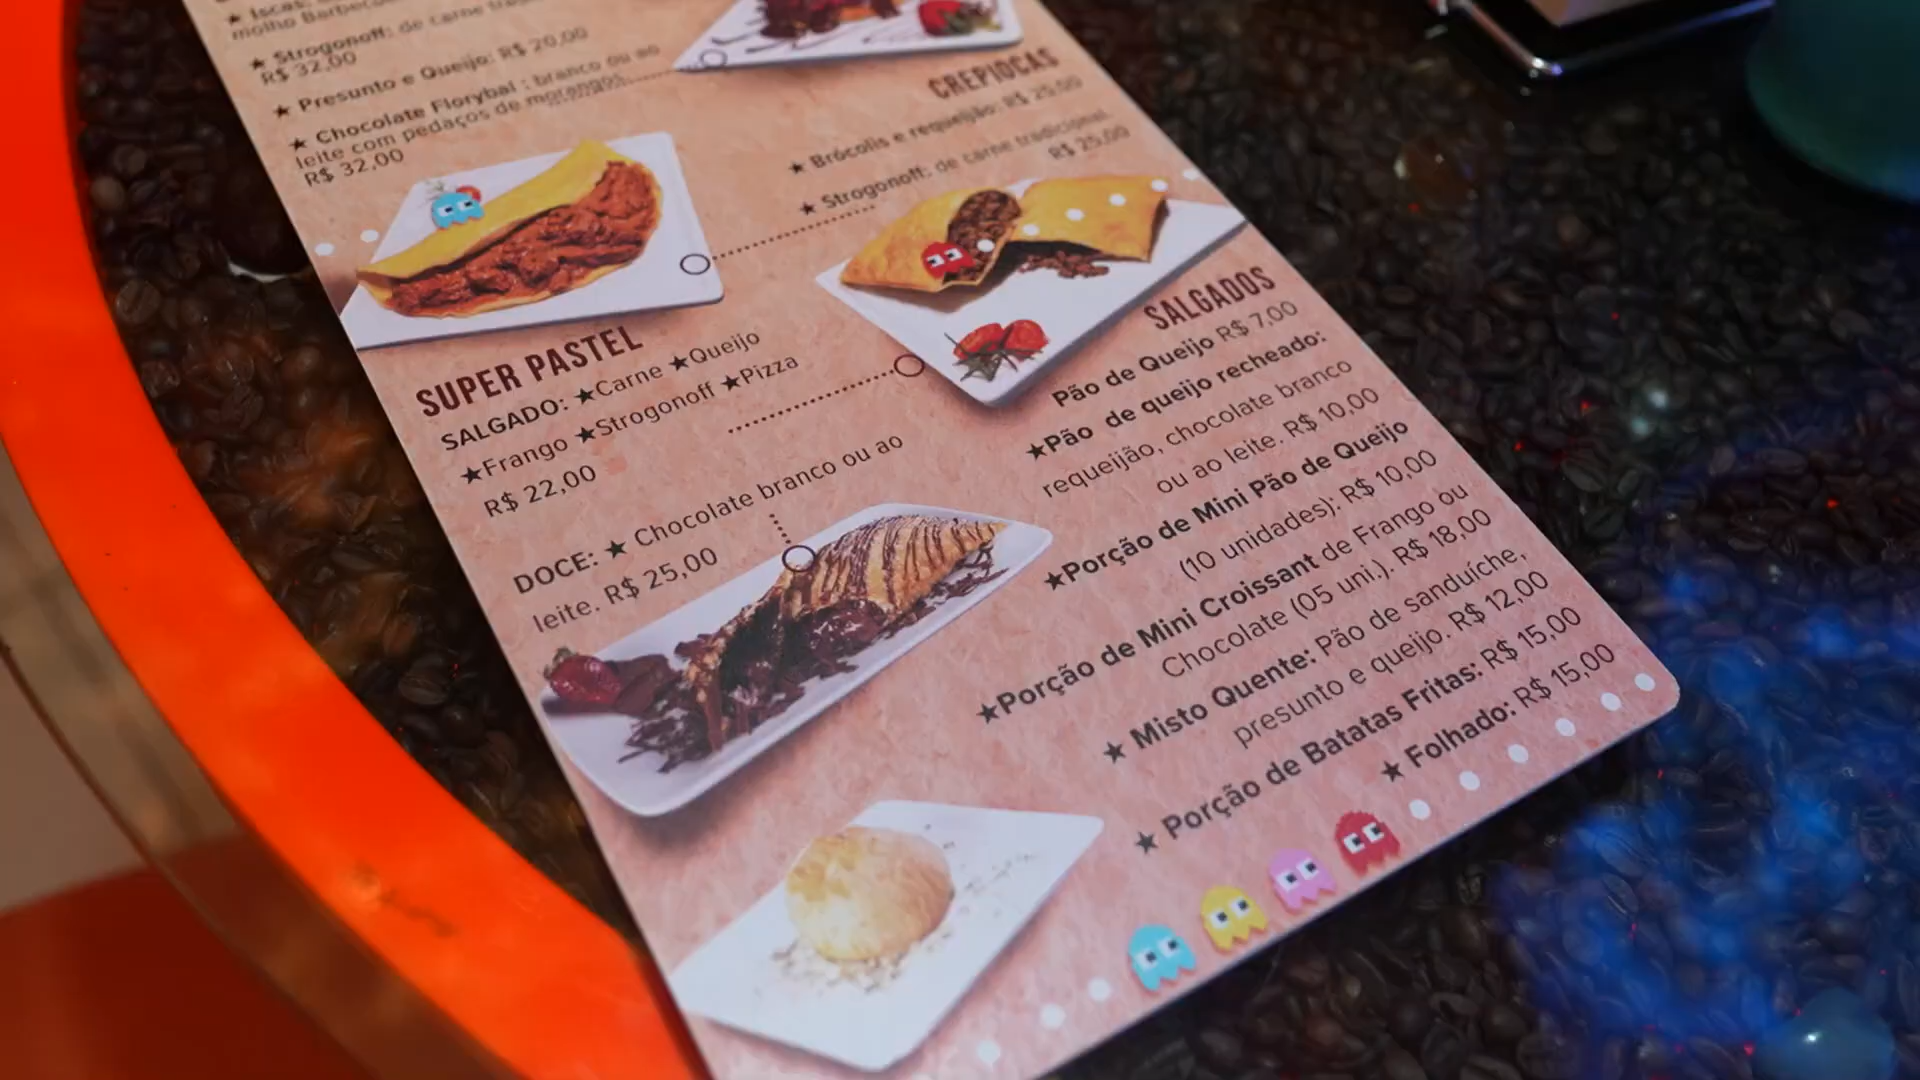 ★ Iscas:
molho Barbecue
★ Strogonoff: de carne
R$ 32,00
★ Presunto e Queijo: R$ 20,00
★ Chocolate Florybal : branco ou ao
leite com pedaços de morangos
R$ 32,00
CREPIOCAS
★ Brócolis e requeijão: R$ 25,00
★ Strogonoff: de carne tradicional.
R$ 25,00
SUPER PASTEL
SALGADO: ★Carne ★Queijo
★Frango ★Strogonoff ★Pizza
R$ 22,00
DOCE: ★ Chocolate branco ou ao
leite. R$ 25,00
SALGADOS
Pão de Queijo R$ 7,00
★Pão de queijo recheado:
requeijão, chocolate branco
ou ao leite. R$ 10,00
★Porção de Mini Pão de Queijo
(10 unidades): R$ 10,00
★Porção de Mini Croissant de Frango ou
Chocolate (05 uni.). R$ 18,00
★ Misto Quente: Pão de sanduíche,
presunto e queijo. R$ 12,00
★ Porção de Batatas Fritas: R$ 15,00
★ Folhado: R$ 15,00